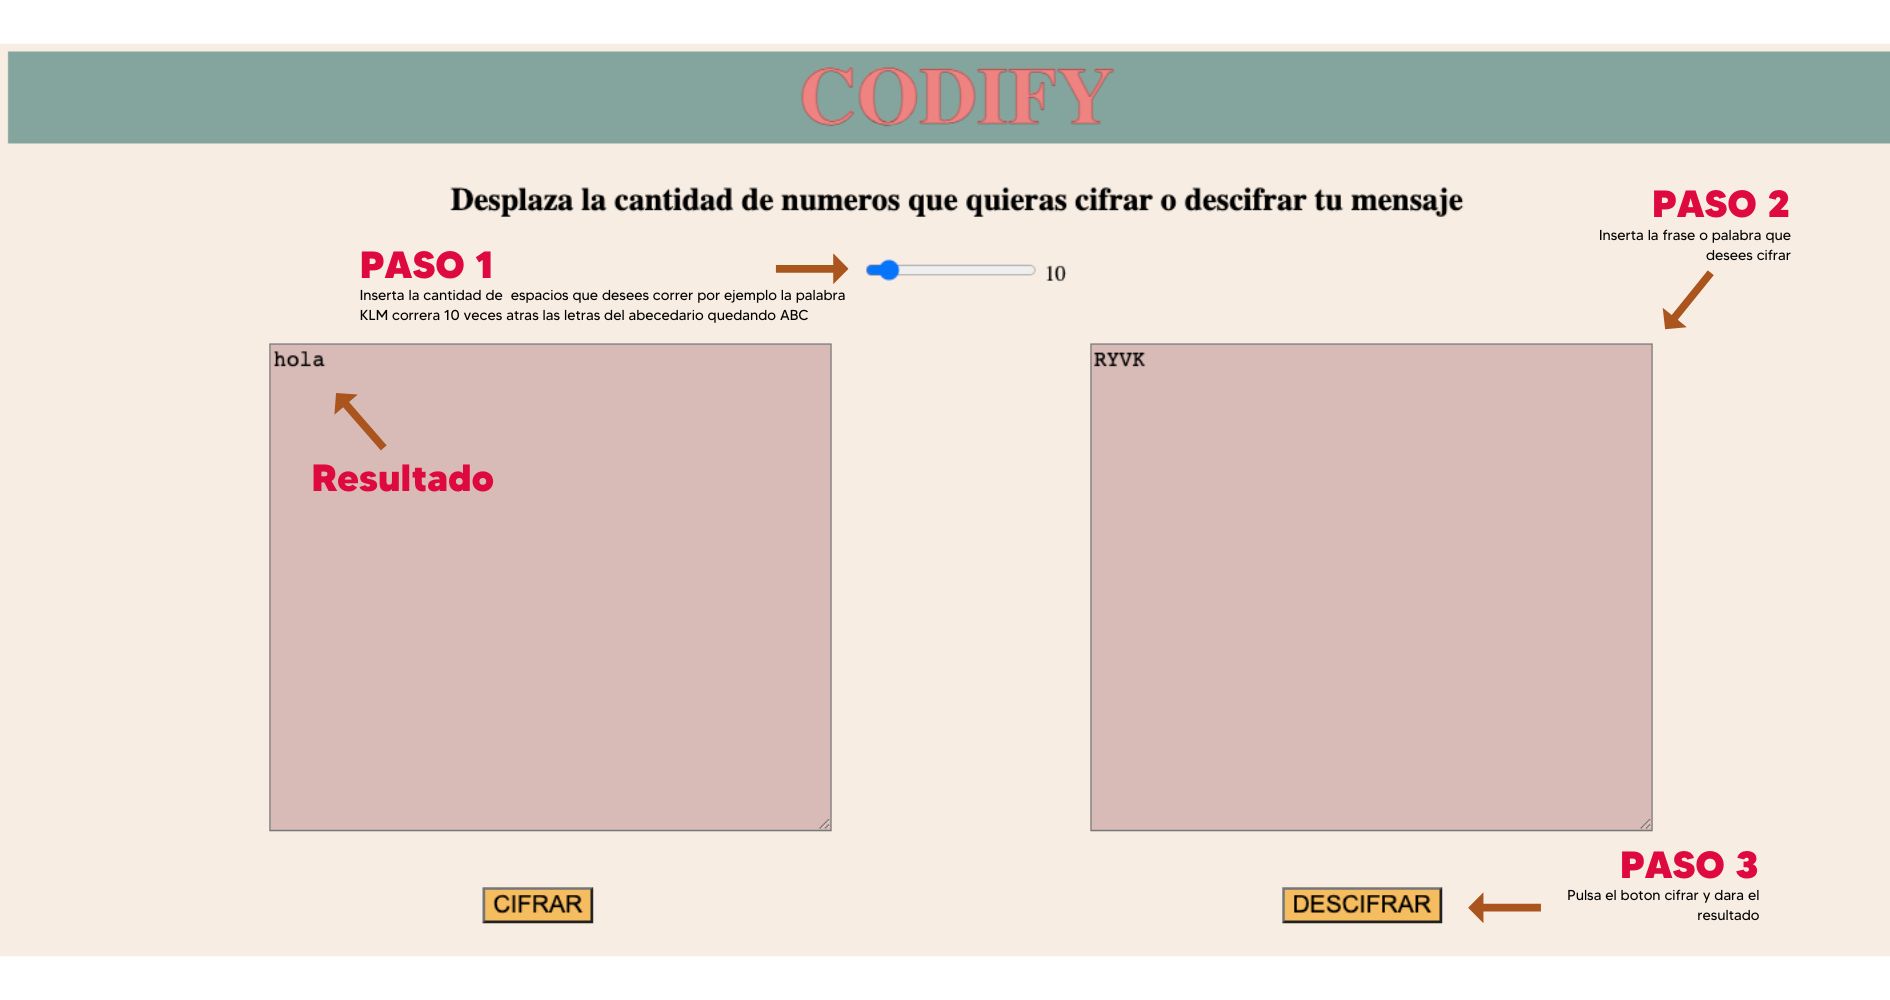 CODIFY
Desplaza la cantidad de numeros que quieras cifrar o descifrar tu mensaje
PASO 1
Inserta la cantidad de  espacios que desees correr por ejemplo la palabra
KLM correra 10 veces atras las letras del abecedario quedando ABC
10
PASO 2
Inserta la frase o palabra que
desees cifrar
hola
Resultado
RYVK
CIFRAR
DESCIFRAR
PASO 3
Pulsa el boton cifrar y dara el
resultado